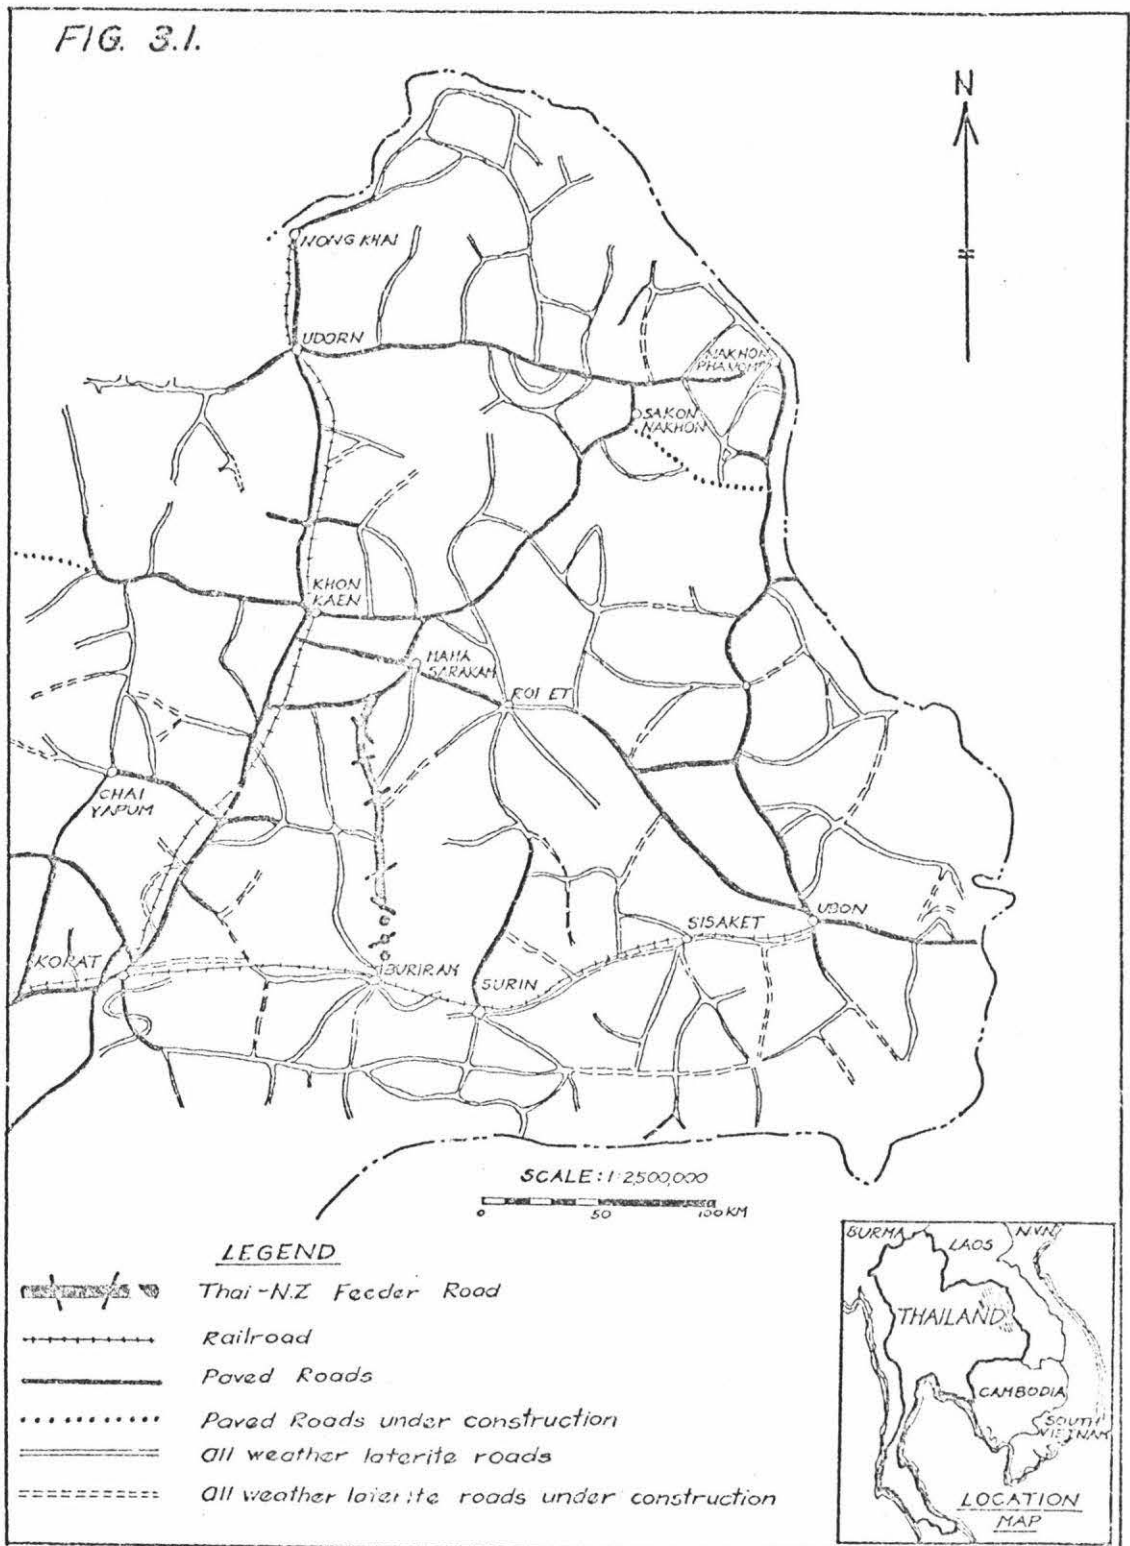 FIG. 3.1.
N
NONG KHAI
UDORN
NAKHON
PHANOM
SAKON
NAKHON
KHON
KAEN
MAHA
SARAKAM
ROI ET
CHAI
YAPUM
KORAT
BURIRAM
SURIN
SISAKET
UBON
SCALE: 1:2,500,000
0 50 100 KM
LEGEND
Thai-N.Z Feeder Road
Railroad
Paved Roads
Paved Roads under construction
All weather laterite roads
All weather laterite roads under construction
BURMA
LAOS
N.V.N.
THAILAND
CAMBODIA
SOUTH
VIETNAM
LOCATION
MAP